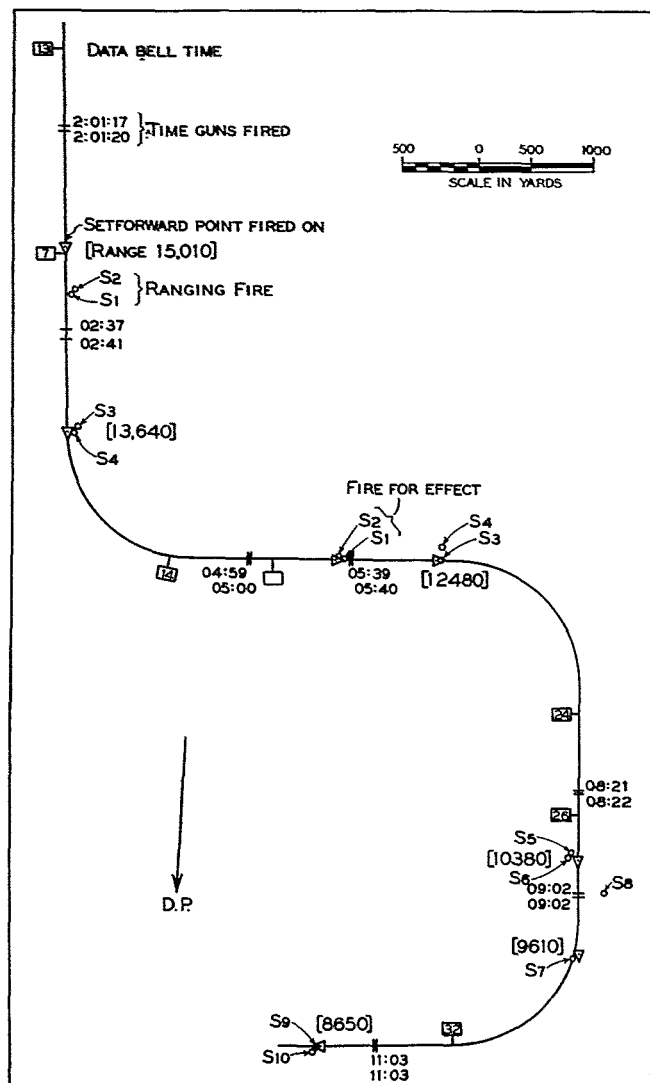 13 DATA BELL TIME
2:01:17
2:01:20 TIME GUNS FIRED
500 0 500 1000
SCALE IN YARDS
SETFORWARD POINT FIRED ON
7 [RANGE 15,010]
S2
S1 RANGING FIRE
02:37
02:41
S3
[13,640]
S4
FIRE FOR EFFECT
S2
S1
S4
S3
14
04:59
05:00
05:39
05:40
[12480]
24
08:21
08:22
26
S5
[10380]
S6
S8
09:02
09:02
D.P.
[9610]
S7
32
S9 [8650]
S10
11:03
11:03